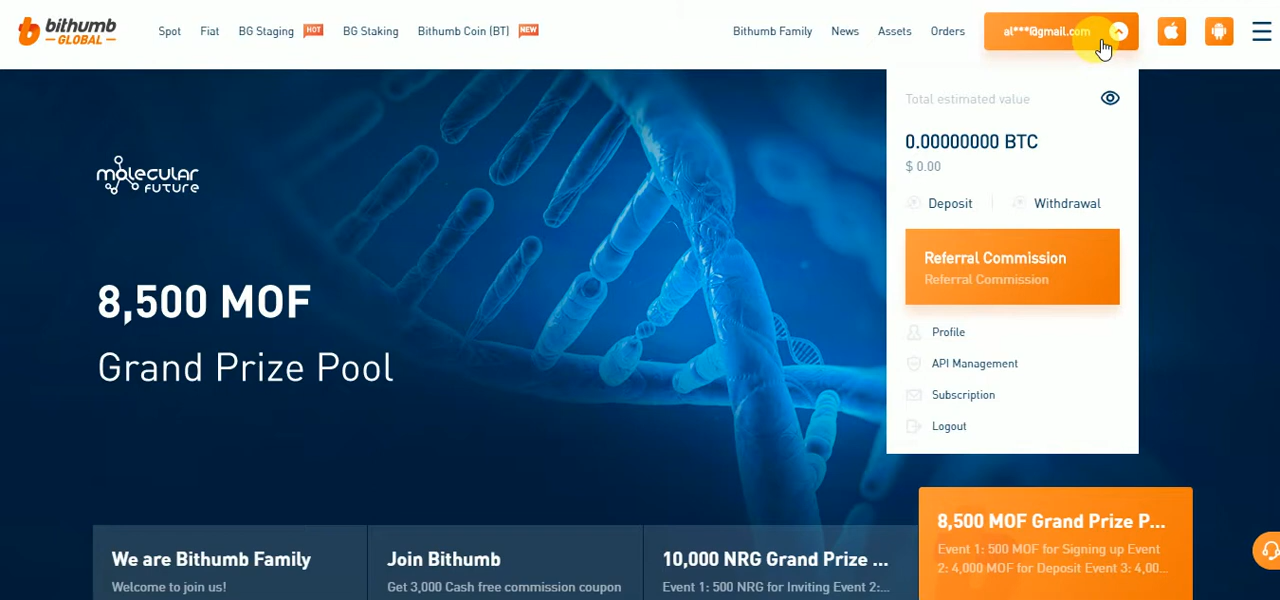 bithumb
GLOBAL
Spot
Fiat
BG Staging
HOT
BG Staking
Bithumb Coin (BT)
NEW
Bithumb Family
News
Assets
Orders
al***@gmail.com
Total estimated value
0.00000000 BTC
$ 0.00
Deposit
Withdrawal
Referral Commission
Referral Commission
Profile
API Management
Subscription
Logout
molecular
FUTURE
8,500 MOF
Grand Prize Pool
We are Bithumb Family
Welcome to join us!
Join Bithumb
Get 3,000 Cash free commission coupon
10,000 NRG Grand Prize ...
Event 1: 500 NRG for Inviting Event 2:...
8,500 MOF Grand Prize P...
Event 1: 500 MOF for Signing up Event
2: 4,000 MOF for Deposit Event 3: 4,00...